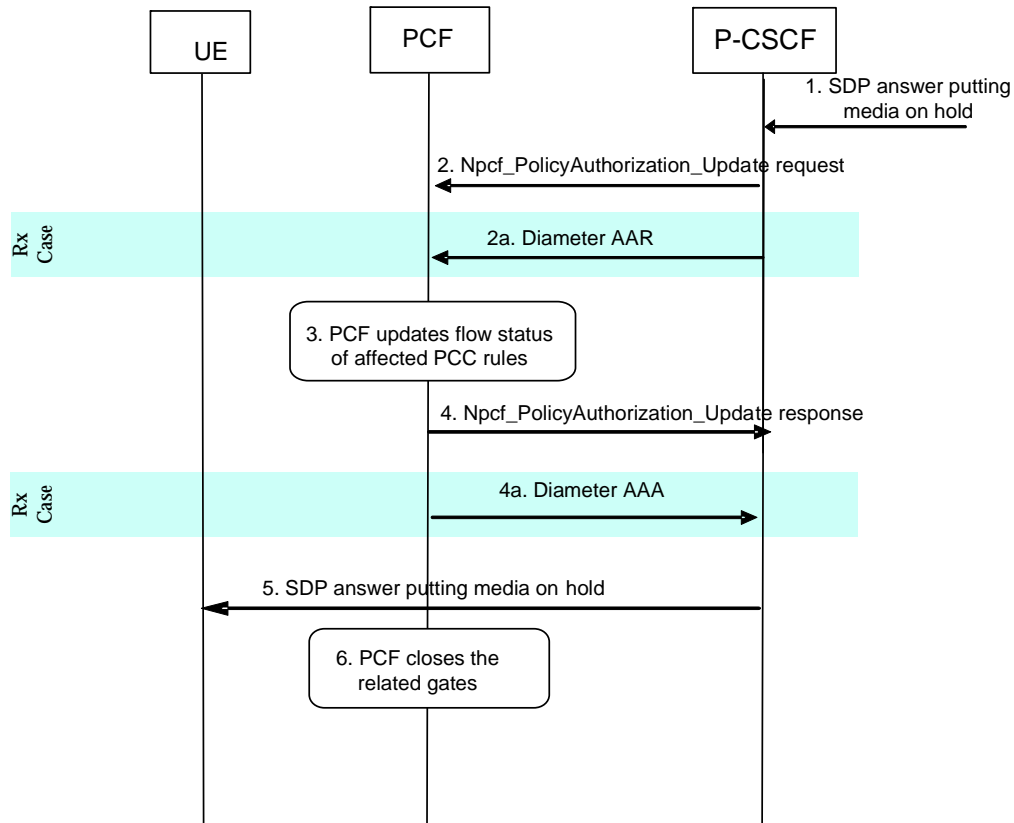 UE
PCF
P-CSCF
1. SDP answer putting
media on hold
2. Npcf_PolicyAuthorization_Update request
Rx
Case
2a. Diameter AAR
3. PCF updates flow status
of affected PCC rules
4. Npcf_PolicyAuthorization_Update response
Rx
Case
4a. Diameter AAA
5. SDP answer putting media on hold
6. PCF closes the
related gates